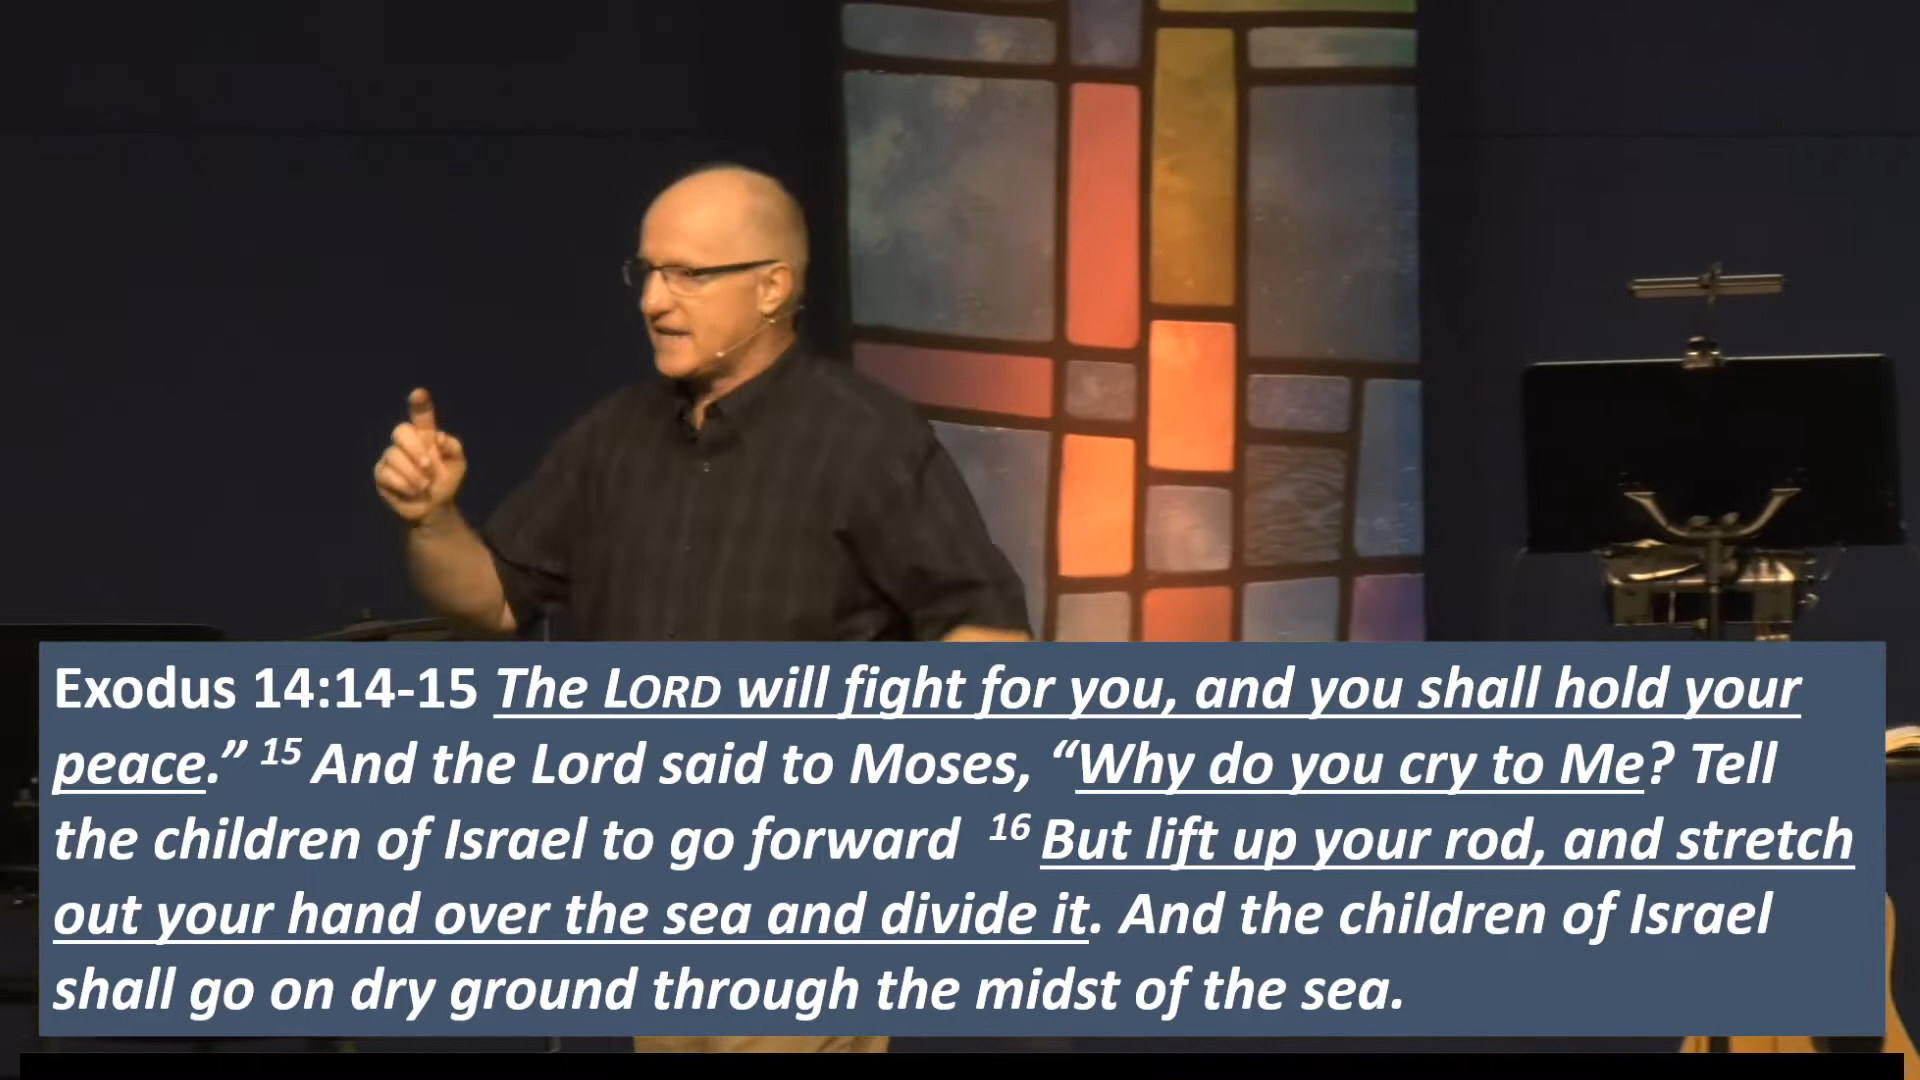 Exodus 14:14-15 The LORD will fight for you, and you shall hold your
peace.” 15 And the Lord said to Moses, “Why do you cry to Me? Tell
the children of Israel to go forward 16 But lift up your rod, and stretch
out your hand over the sea and divide it. And the children of Israel
shall go on dry ground through the midst of the sea.